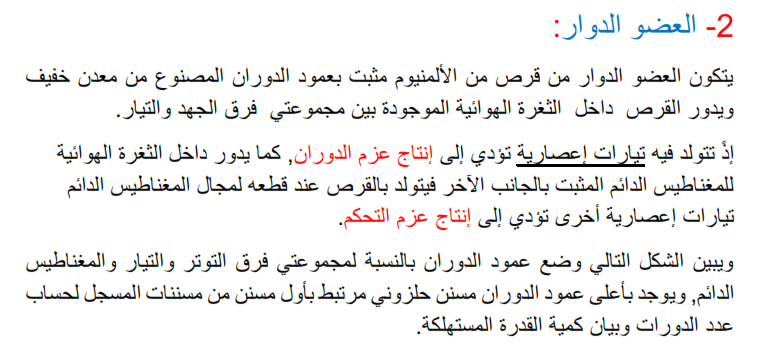 2- العضو الدوار:
يتكون العضو الدوار من قرص من الألمنيوم مثبت بعمود الدوران المصنوع من معدن خفيف
ويدور القرص داخل الثغرة الهوائية الموجودة بين مجموعتي فرق الجهد والتيار.
إذَّ تتولد فيه تيارات إعصارية تؤدي إلى إنتاج عزم الدوران, كما يدور داخل الثغرة الهوائية
للمغناطيس الدائم المثبت بالجانب الآخر فيتولد بالقرص عند قطعه لمجال المغناطيس الدائم
تيارات إعصارية أخرى تؤدي إلى إنتاج عزم التحكم.
ويبين الشكل التالي وضع عمود الدوران بالنسبة لمجموعتي فرق التوتر والتيار والمغناطيس
الدائم, ويوجد بأعلى عمود الدوران مسنن حلزوني مرتبط بأول مسنن من مسننات المسجل لحساب
عدد الدورات وبيان كمية القدرة المستهلكة.